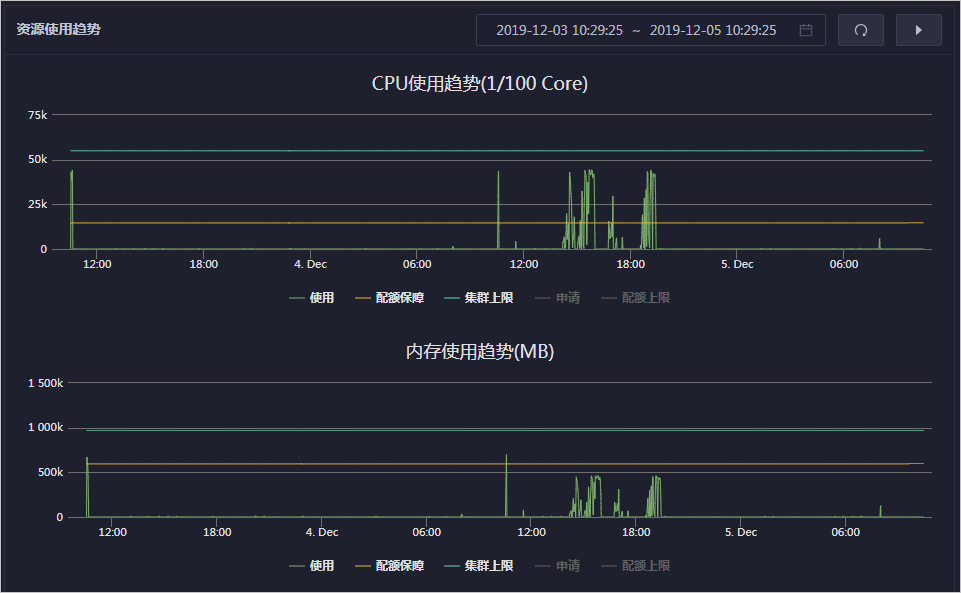 资源使用趋势
2019-12-03 10:29:25 ~ 2019-12-05 10:29:25
CPU使用趋势(1/100 Core)
75k
50k
25k
0
12:00 18:00 4. Dec 06:00 12:00 18:00 5. Dec 06:00
使用 配额保障 集群上限 申请 配额上限
内存使用趋势(MB)
1 500k
1 000k
500k
0
12:00 18:00 4. Dec 06:00 12:00 18:00 5. Dec 06:00
使用 配额保障 集群上限 申请 配额上限